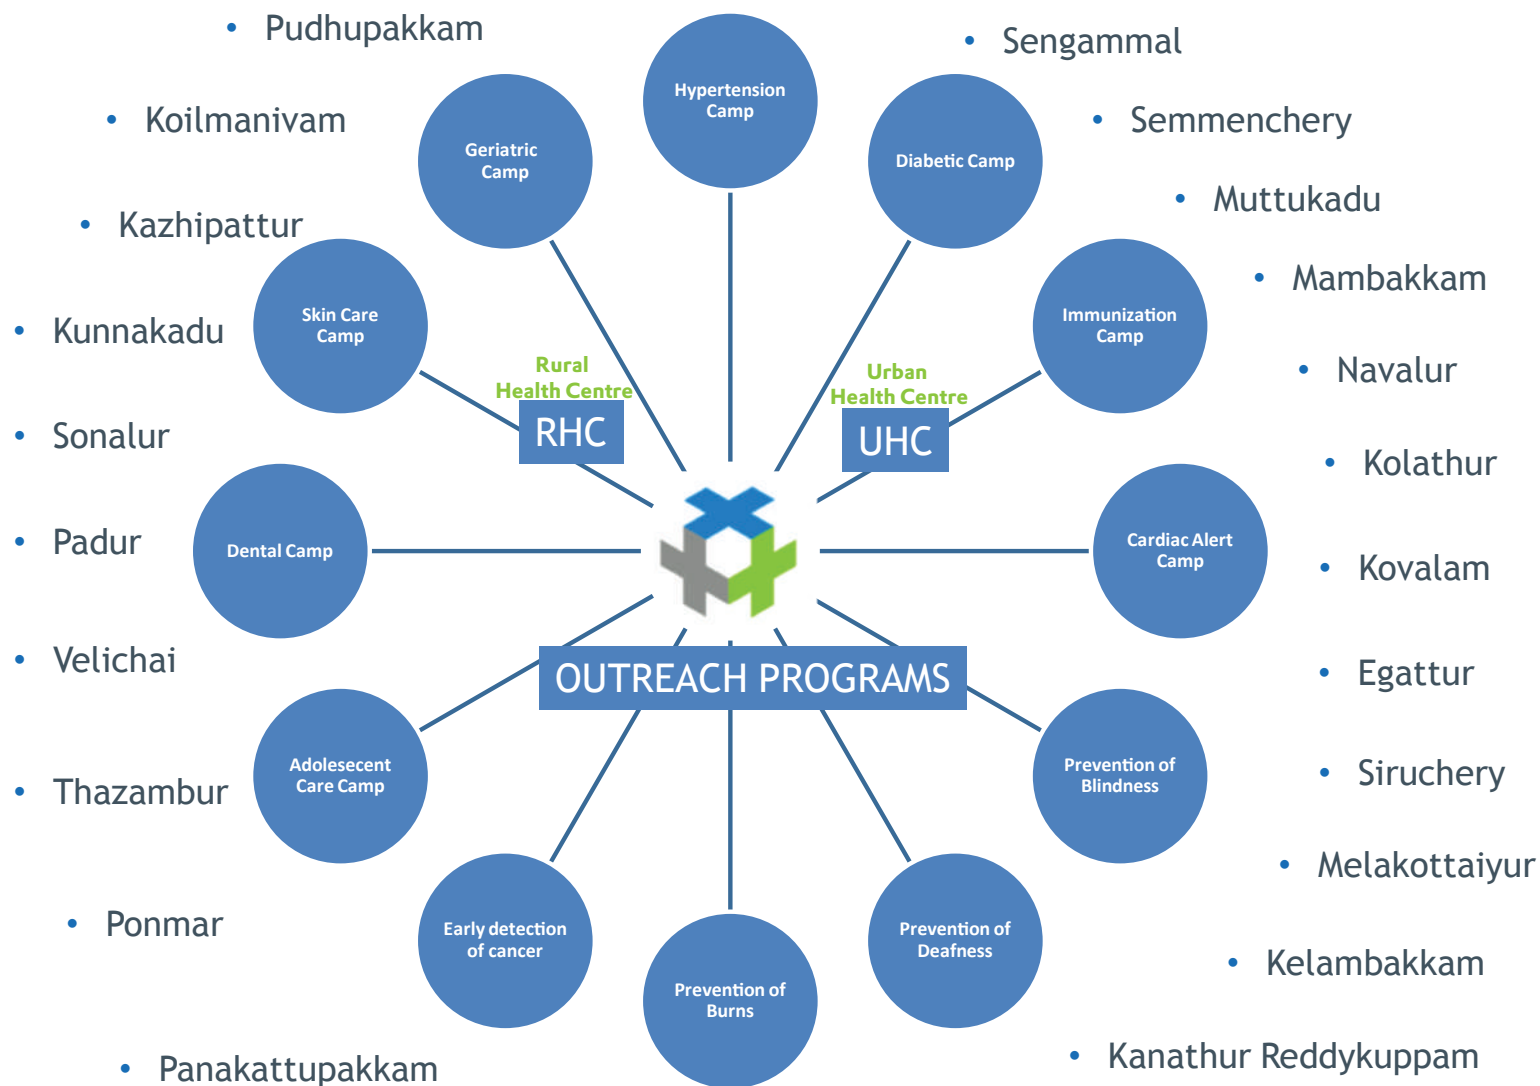 Pudhupakkam
Koilmanivam
Kazhipattur
Kunnakadu
Sonalur
Padur
Velichai
Thazambur
Ponmar
Panakattupakkam
Hypertension
Camp
Geriatric
Camp
Diabetic Camp
Skin Care
Camp
Immunization
Camp
Rural
Health Centre
RHC
Urban
Health Centre
UHC
Dental Camp
Cardiac Alert
Camp
OUTREACH PROGRAMS
Adolesecent
Care Camp
Prevention of
Blindness
Early detection
of cancer
Prevention of
Deafness
Prevention of
Burns
Sengammal
Semmenchery
Muttukadu
Mambakkam
Navalur
Kolathur
Kovalam
Egattur
Siruchery
Melakottaiyur
Kelambakkam
Kanathur Reddykuppam